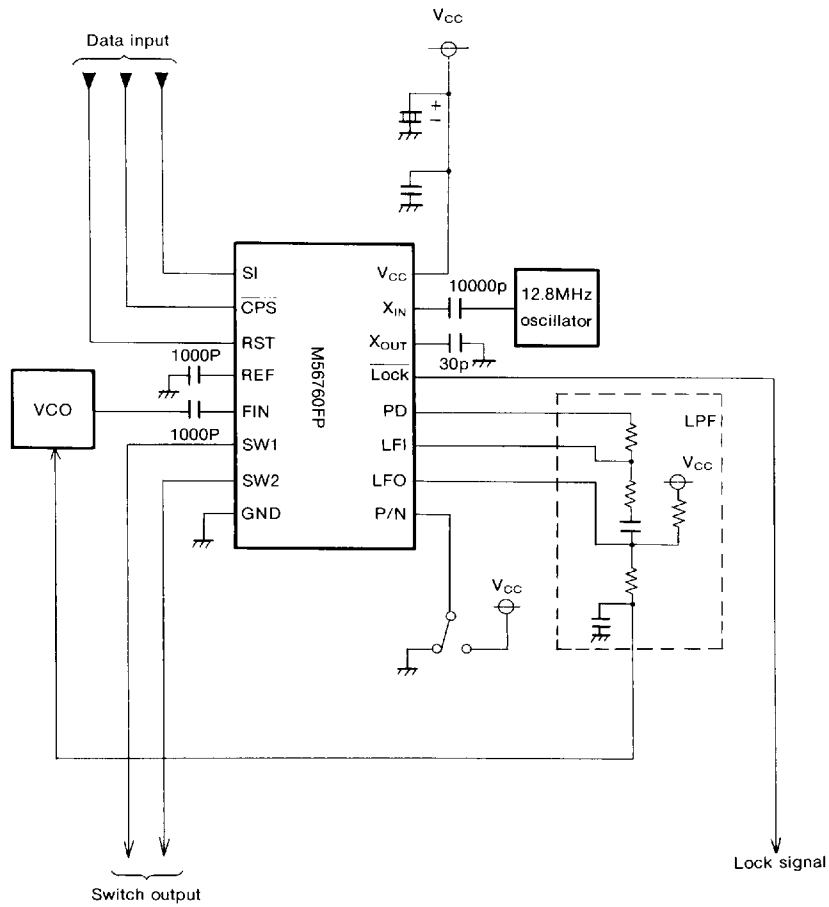 Data input
VCC
+
−
SI
CPS
RST
REF
FIN
SW1
SW2
GND
M56760FP
VCC
XIN
XOUT
Lock
PD
LFI
LFO
P/N
1000P
1000P
VCO
10000p
30p
12.8MHz
oscillator
LPF
VCC
VCC
Switch output
Lock signal